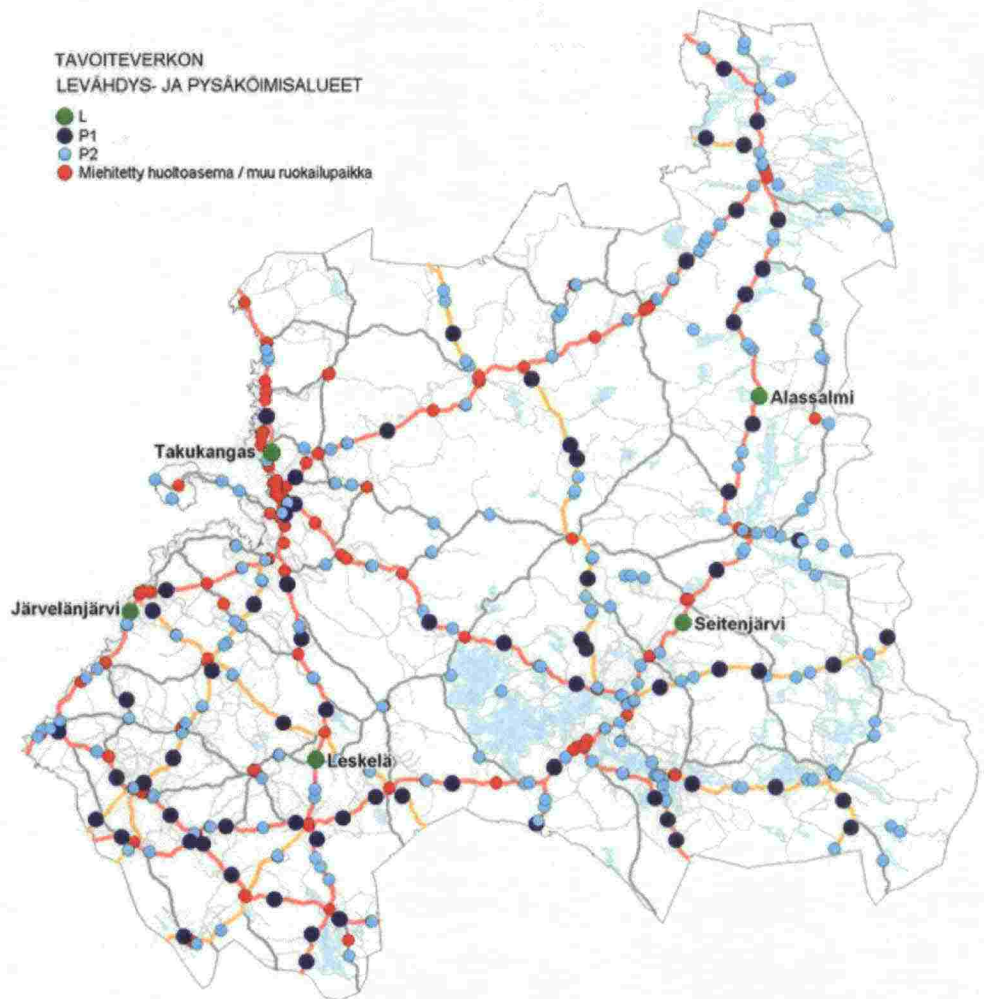 TAVOITEVERKON
LEVÄHDYS- JA PYSÄKÖIMISALUEET
L
P1
P2
Miehitetty huoltoasema / muu ruokailupaikka
Alassalmi
Takukangas
Järvelänjärvi
Seitenjärvi
Leskelä